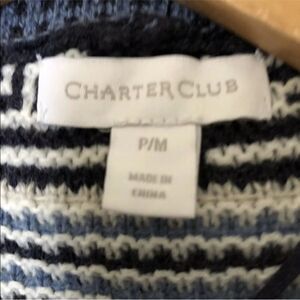 CHARTER CLUB
P/M
MADE IN
CHINA